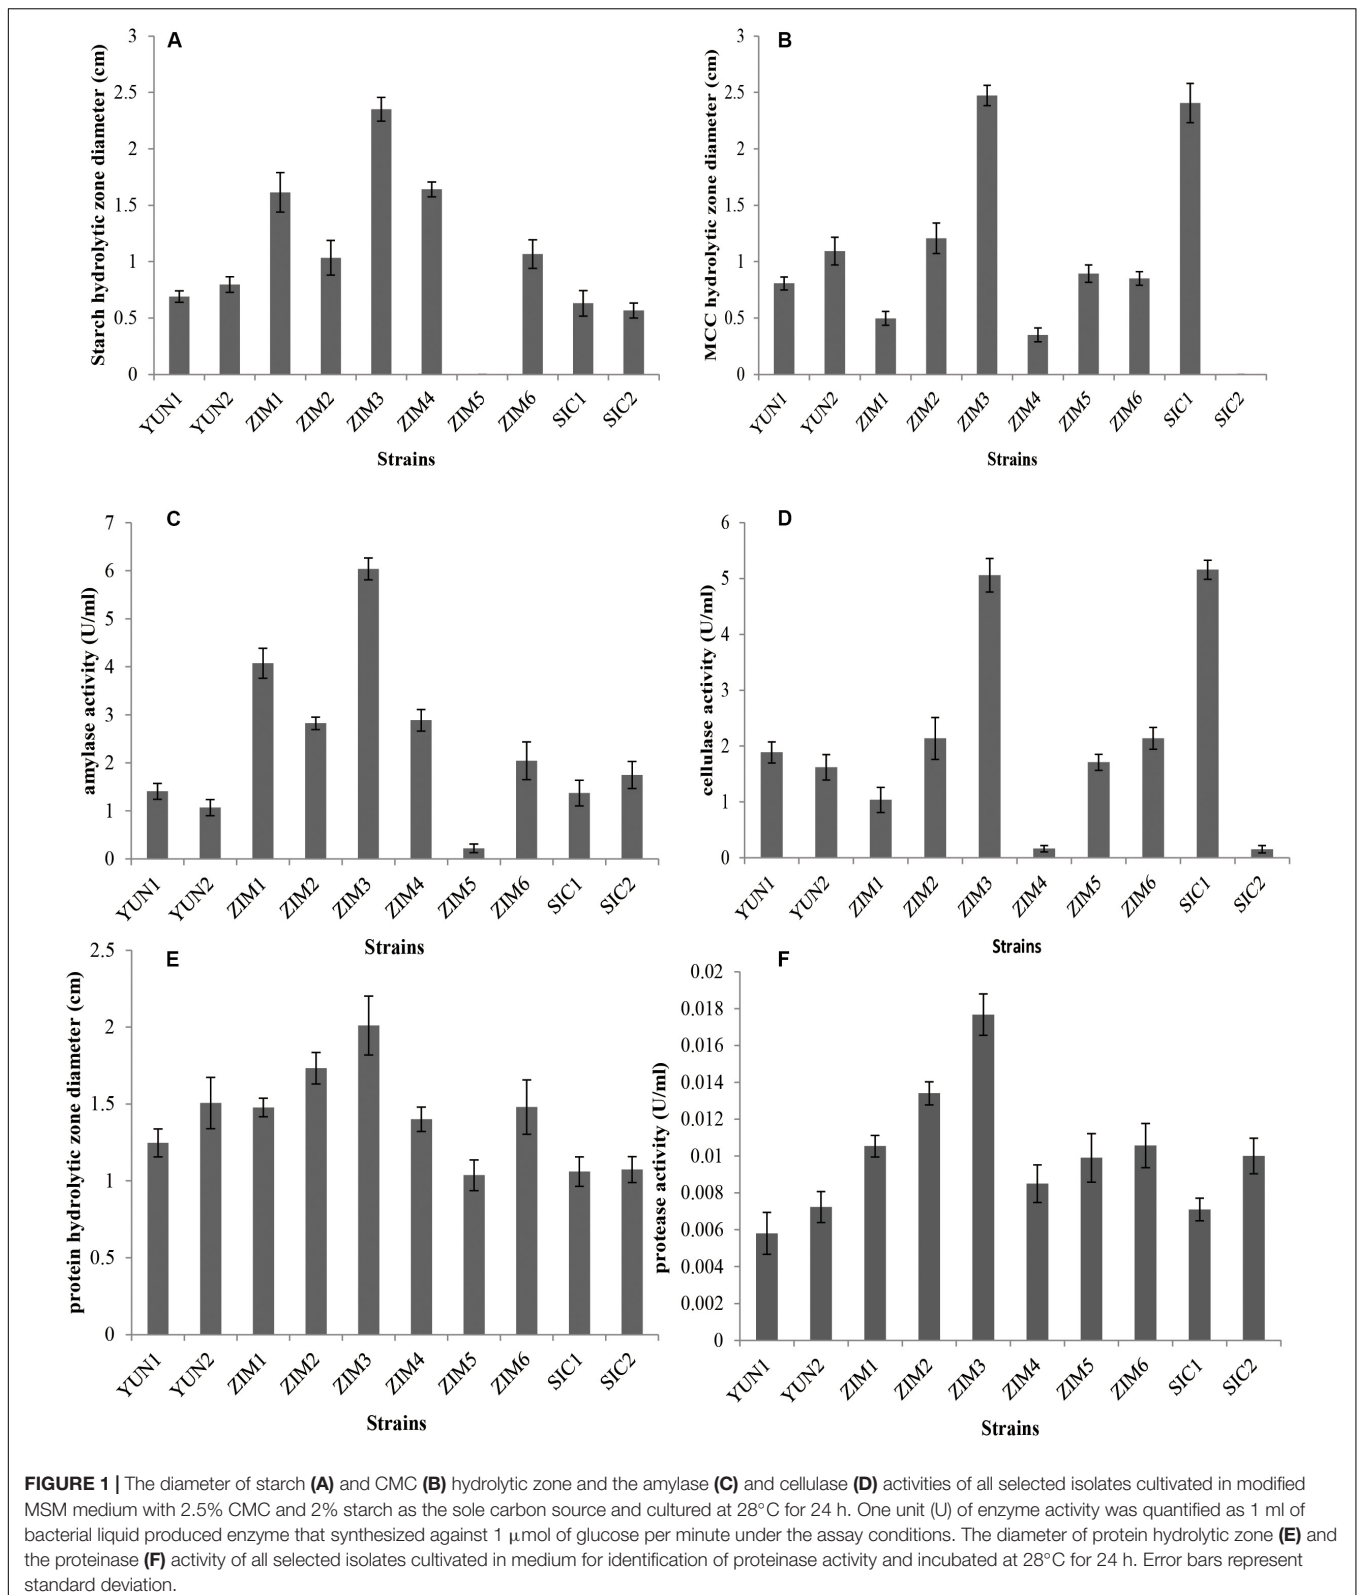 A
Starch hydrolytic zone diameter (cm)
3
2.5
2
1.5
1
0.5
0
YUN1
YUN2
ZIM1
ZIM2
ZIM3
ZIM4
ZIM5
ZIM6
SIC1
SIC2
Strains
B
MCC hydrolytic zone diameter (cm)
3
2.5
2
1.5
1
0.5
0
YUN1
YUN2
ZIM1
ZIM2
ZIM3
ZIM4
ZIM5
ZIM6
SIC1
SIC2
Strains
C
amylase activity (U/ml)
7
6
5
4
3
2
1
0
YUN1
YUN2
ZIM1
ZIM2
ZIM3
ZIM4
ZIM5
ZIM6
SIC1
SIC2
Strains
D
cellulase activity (U/ml)
6
5
4
3
2
1
0
YUN1
YUN2
ZIM1
ZIM2
ZIM3
ZIM4
ZIM5
ZIM6
SIC1
SIC2
Strains
E
protein hydrolytic zone diameter (cm)
2.5
2
1.5
1
0.5
0
YUN1
YUN2
ZIM1
ZIM2
ZIM3
ZIM4
ZIM5
ZIM6
SIC1
SIC2
Strains
F
protease activity (U/ml)
0.02
0.018
0.016
0.014
0.012
0.01
0.008
0.006
0.004
0.002
0
YUN1
YUN2
ZIM1
ZIM2
ZIM3
ZIM4
ZIM5
ZIM6
SIC1
SIC2
Strains
FIGURE 1 | The diameter of starch (A) and CMC (B) hydrolytic zone and the amylase (C) and cellulase (D) activities of all selected isolates cultivated in modified
MSM medium with 2.5% CMC and 2% starch as the sole carbon source and cultured at 28°C for 24 h. One unit (U) of enzyme activity was quantified as 1 ml of
bacterial liquid produced enzyme that synthesized against 1 μmol of glucose per minute under the assay conditions. The diameter of protein hydrolytic zone (E) and
the proteinase (F) activity of all selected isolates cultivated in medium for identification of proteinase activity and incubated at 28°C for 24 h. Error bars represent
standard deviation.